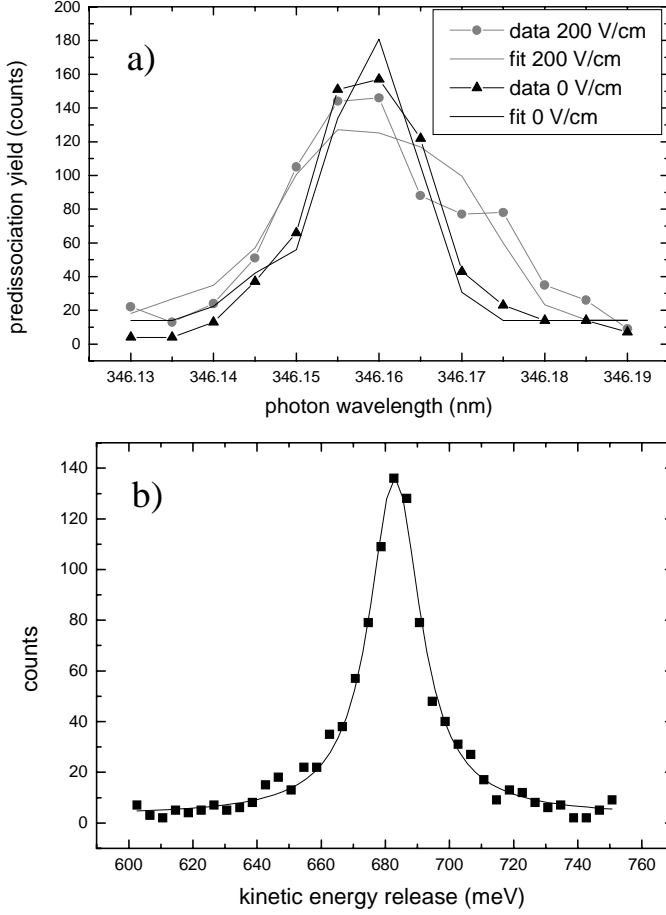 a)
data 200 V/cm
fit 200 V/cm
data 0 V/cm
fit 0 V/cm
200
180
160
140
120
100
80
60
40
20
0
predissociation yield (counts)
346.13 346.14 346.15 346.16 346.17 346.18 346.19
photon wavelength (nm)
b)
140
120
100
80
60
40
20
0
counts
600 620 640 660 680 700 720 740 760
kinetic energy release (meV)